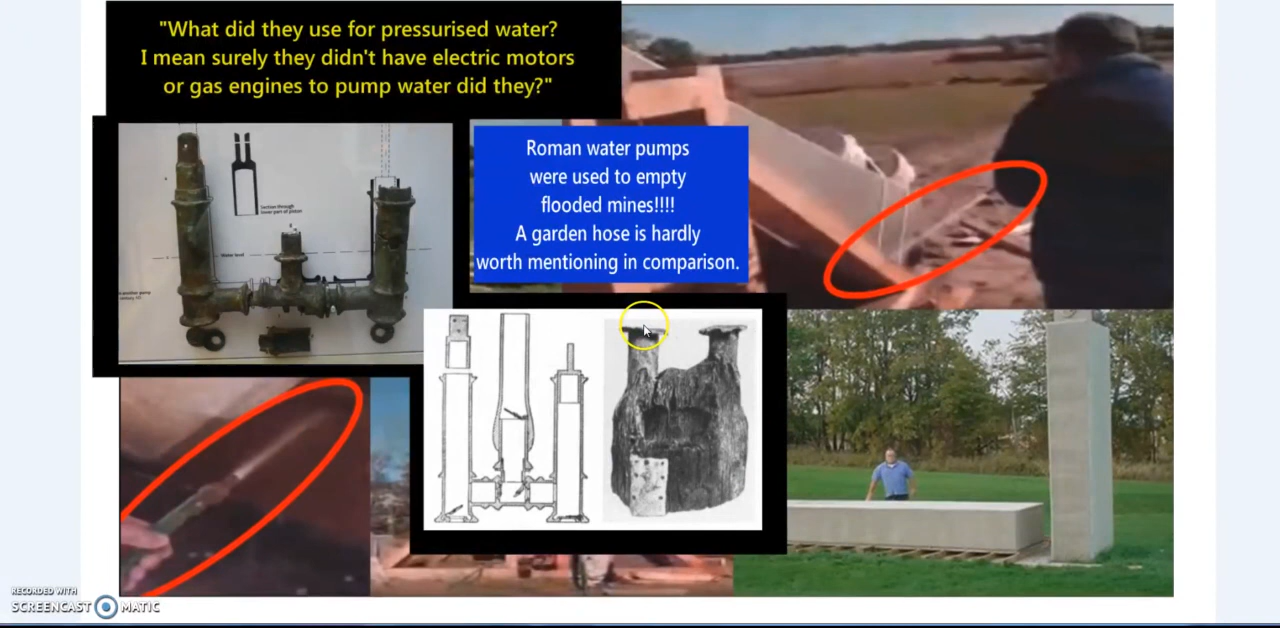 "What did they use for pressurised water?
I mean surely they didn't have electric motors
or gas engines to pump water did they?"
Roman water pumps
were used to empty
flooded mines!!!!
A garden hose is hardly
worth mentioning in comparison.
Section through
lower part of piston
Water level
RECORDED WITH
SCREENCAST MATIC